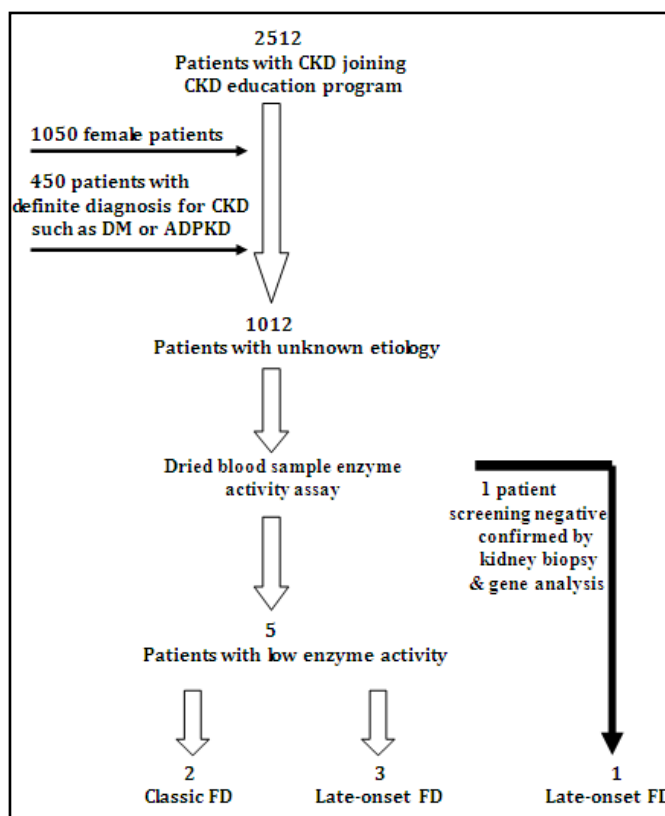 2512
Patients with CKD joining
CKD education program
1050 female patients
450 patients with
definite diagnosis for CKD
such as DM or ADPKD
1012
Patients with unknown etiology
Dried blood sample enzyme
activity assay
1 patient
screening negative
confirmed by
kidney biopsy
& gene analysis
5
Patients with low enzyme activity
2
Classic FD
3
Late-onset FD
1
Late-onset FD